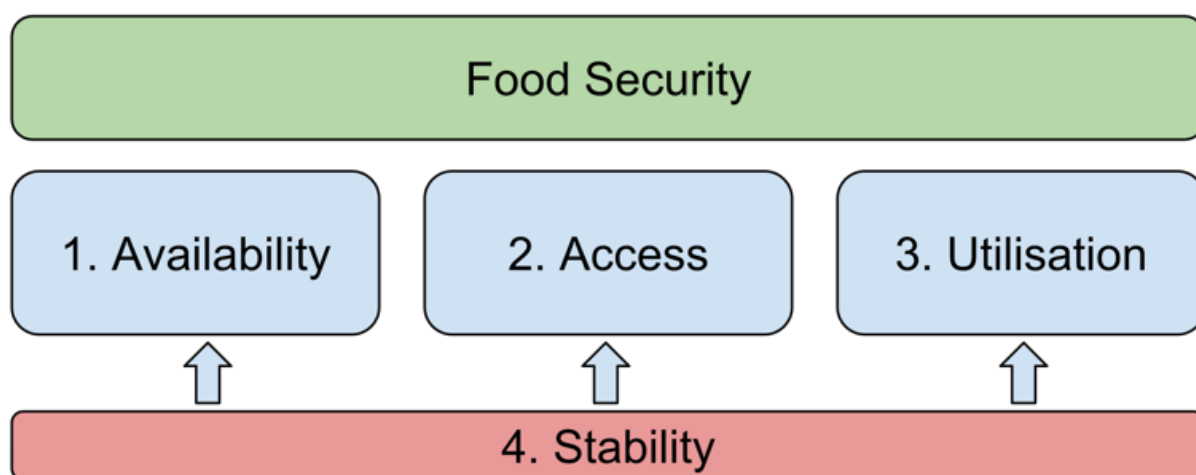 Food Security
1. Availability
2. Access
3. Utilisation
4. Stability